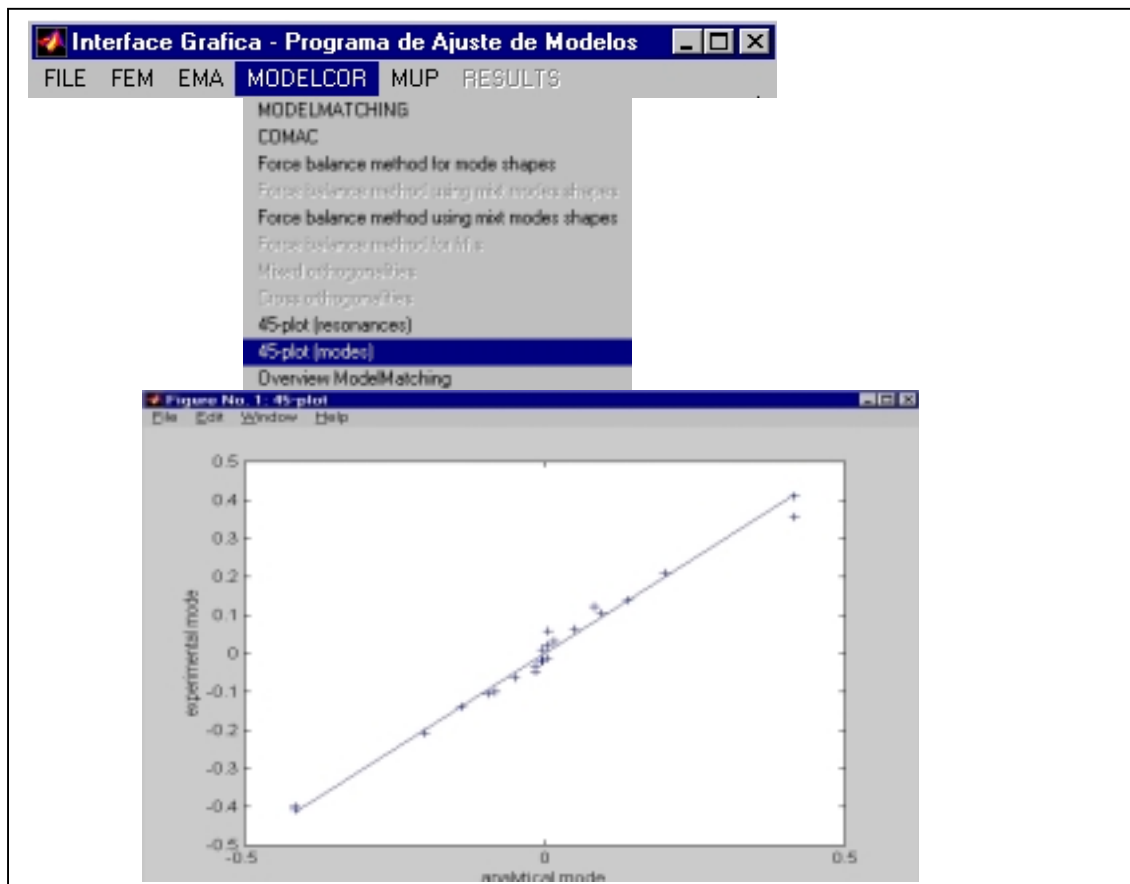 Interface Grafica - Programa de Ajuste de Modelos
FILE FEM EMA MODELCOR MUP RESULTS
MODELMATCHING
COMAC
Force balance method for mode shapes
Force balance method using mixt modes shapes
Force balance method using mixt modes shapes
Force balance method for
Mixed orthogonalities
Cross orthogonalities
45-plot (resonances)
45-plot (modes)
Overview ModelMatching
Figure No. 1: 45-plot
File Edit Window Help
0.5
0.4
0.3
0.2
0.1
0
-0.1
-0.2
-0.3
-0.4
-0.5
experimental mode
-0.5 0 0.5
analytical mode